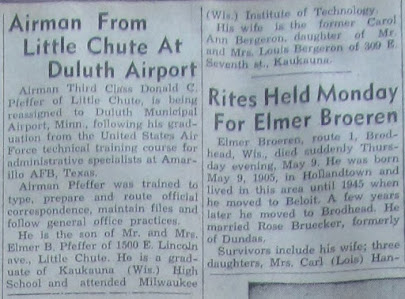 Airman From
Little Chute At
Duluth Airport
Airman Third Class Donald C.
Pfeffer of Little Chute, is being
reassigned to Duluth Municipal
Airport, Minn., following his grad-
uation from the United States Air
Force technical training course for
administrative specialists at Ama-
rillo AFB, Texas.
Airman Pfeffer was trained to
type, prepare and route official
correspondence, maintain files and
follow general office practices.
He is the son of Mr. and Mrs.
Elmer B. Pfeffer of 1500 E. Lincoln
ave., Little Chute. He is a grad-
uate of Kaukauna (Wis.) High
School and attended Milwaukee
(Wis.) Institute of Technology.
His wife is the former Carol
Ann Bergeron, daughter of Mr.
and Mrs. Louis Bergeron of 309 E.
Seventh st., Kaukauna.
Rites Held Monday
For Elmer Broeren
Elmer Broeren, route 1, Brod-
head, Wis., died suddenly Thurs-
day evening, May 9. He was born
May 9, 1905, in Hollandtown and
lived in this area until 1945 when
he moved to Beloit. A few years
later he moved to Brodhead. He
married Rose Bruecker, formerly
of Dundas.
Survivors include his wife; three
daughters, Mrs. Carl (Lois) Han-